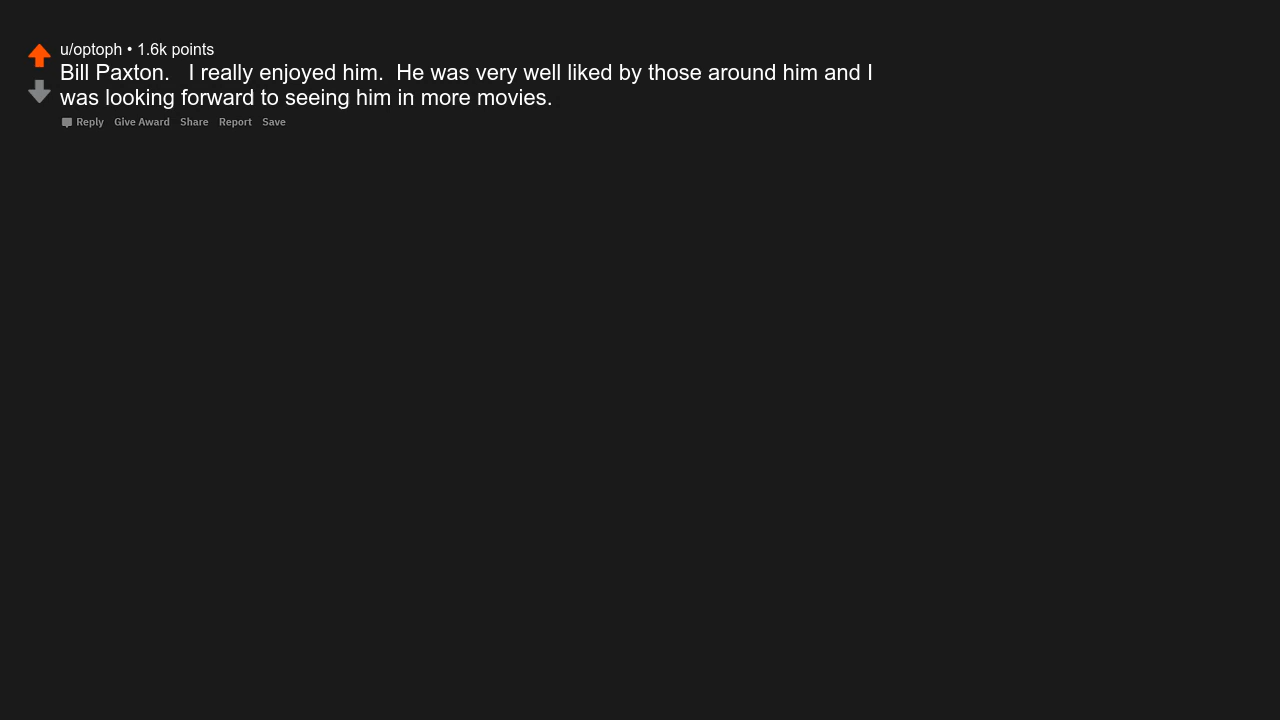 u/optoph • 1.6k points
Bill Paxton.   I really enjoyed him.  He was very well liked by those around him and I
was looking forward to seeing him in more movies.
Reply Give Award Share Report Save